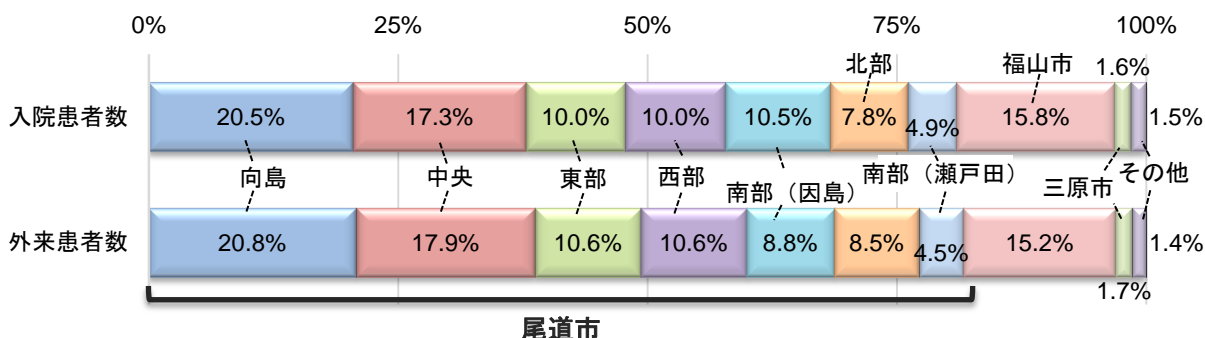 0% 25% 50% 75% 100%
北部 福山市 1.6%
入院患者数 20.5% 17.3% 10.0% 10.0% 10.5% 7.8% 4.9% 15.8% 1.5%
向島 中央 東部 西部 南部（因島） 南部（瀬戸田） 三原市 その他
外来患者数 20.8% 17.9% 10.6% 10.6% 8.8% 8.5% 4.5% 15.2% 1.4%
1.7%
尾道市